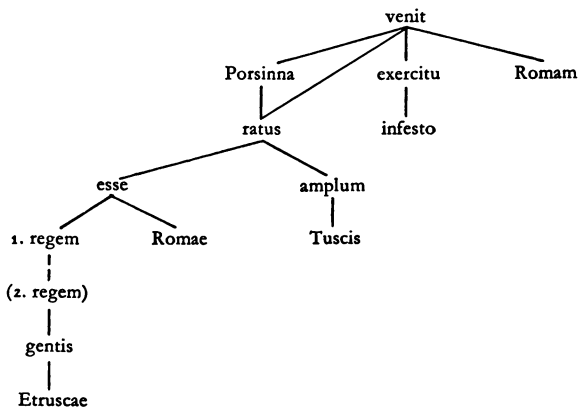 venit
Porsinna exercitu Romam
ratus infesto
esse amplum
1. regem Romae Tuscis
(2. regem)
gentis
Etruscae